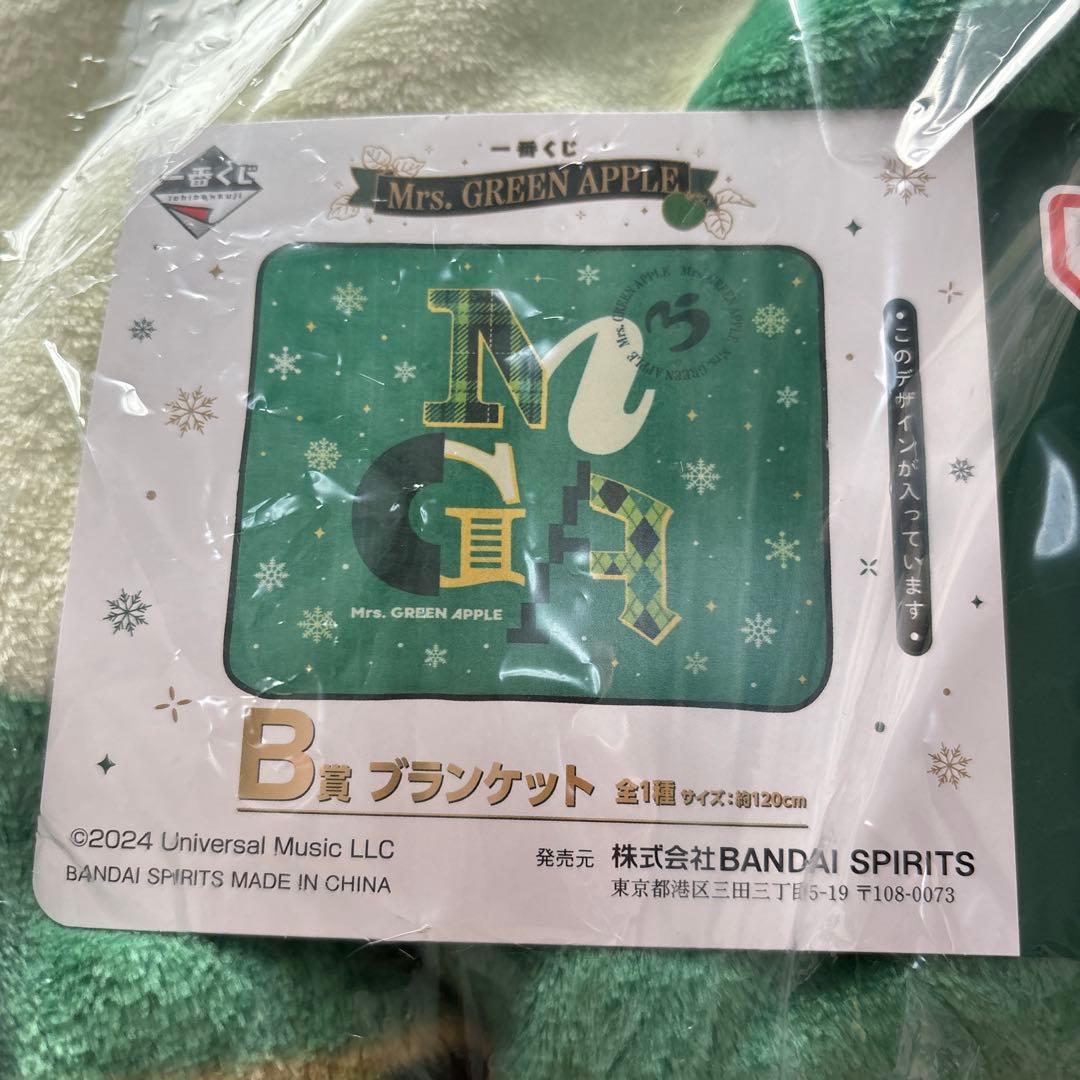 一番くじ
ichibankuji
一番くじ
Mrs. GREEN APPLE
Mrs. GREEN APPLE Mrs. GREEN APPLE Mrs. GREEN APPLE
MGA
Mrs. GREEN APPLE
・このデザインが入っています・
B賞 ブランケット 全1種 サイズ:約120cm
©2024 Universal Music LLC
BANDAI SPIRITS MADE IN CHINA
発売元 株式会社BANDAI SPIRITS
東京都港区三田三丁目5-19 〒108-0073